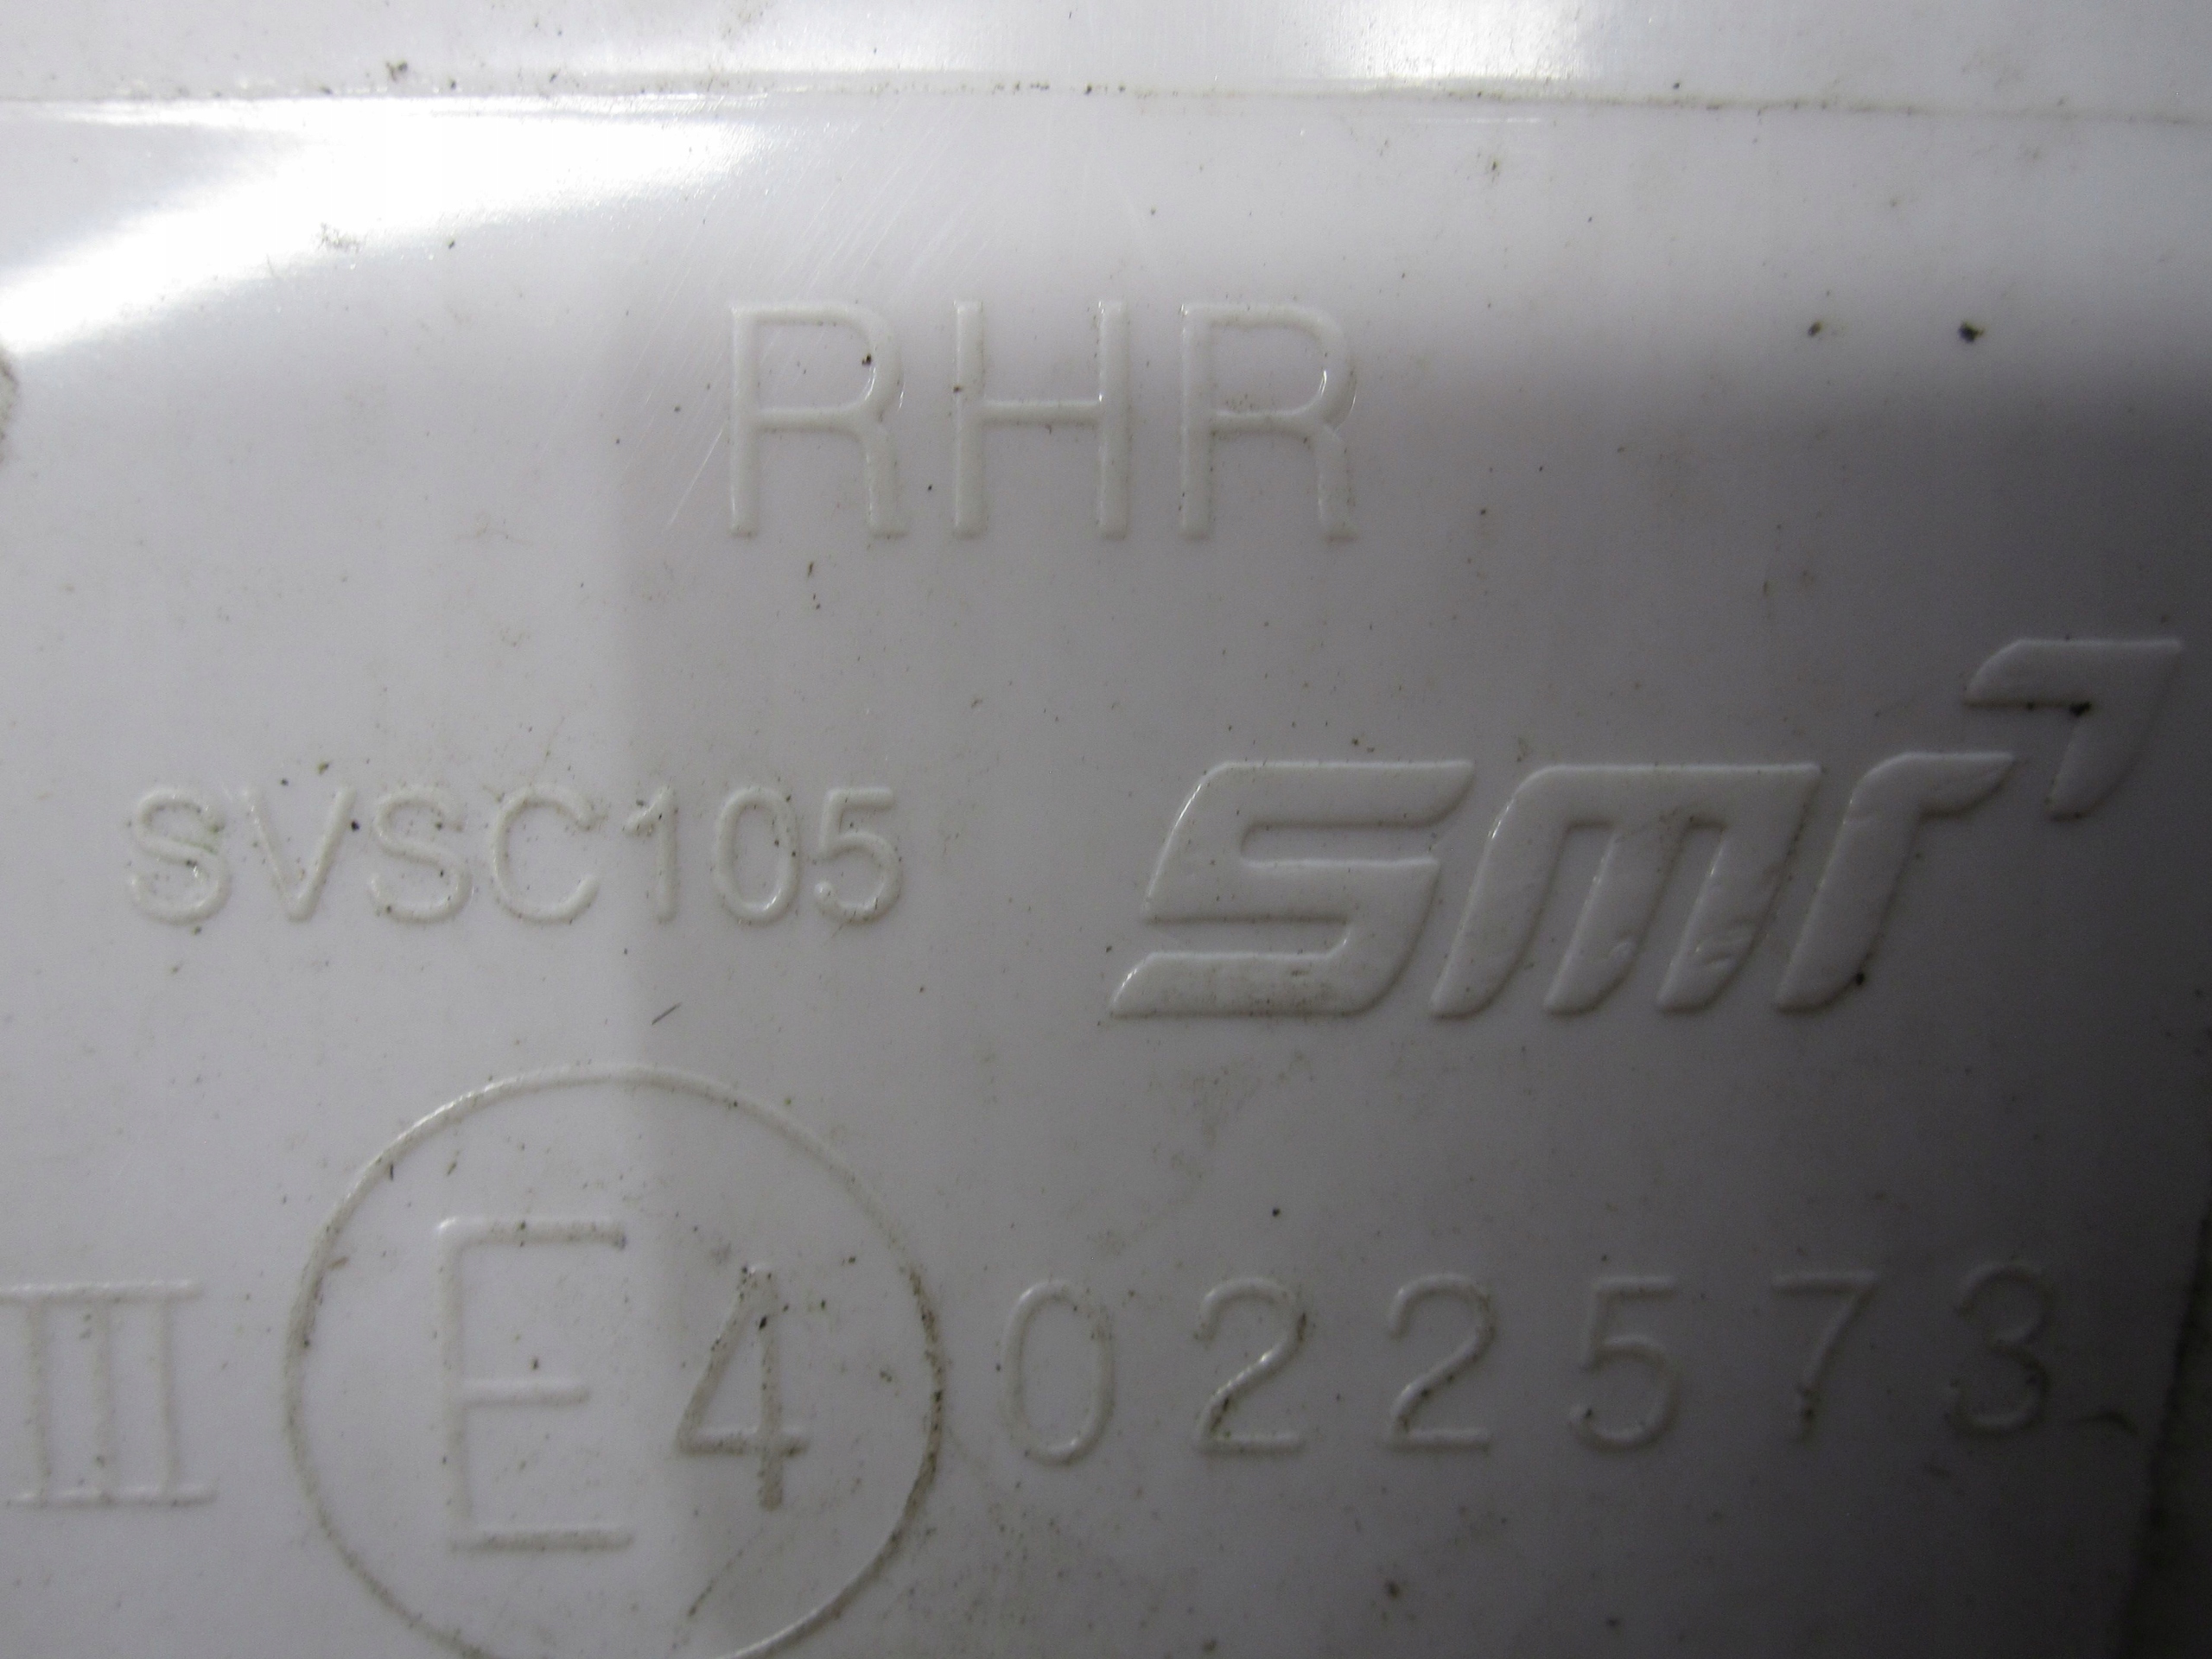 RHR
SVSC105 smr
III E4 022573